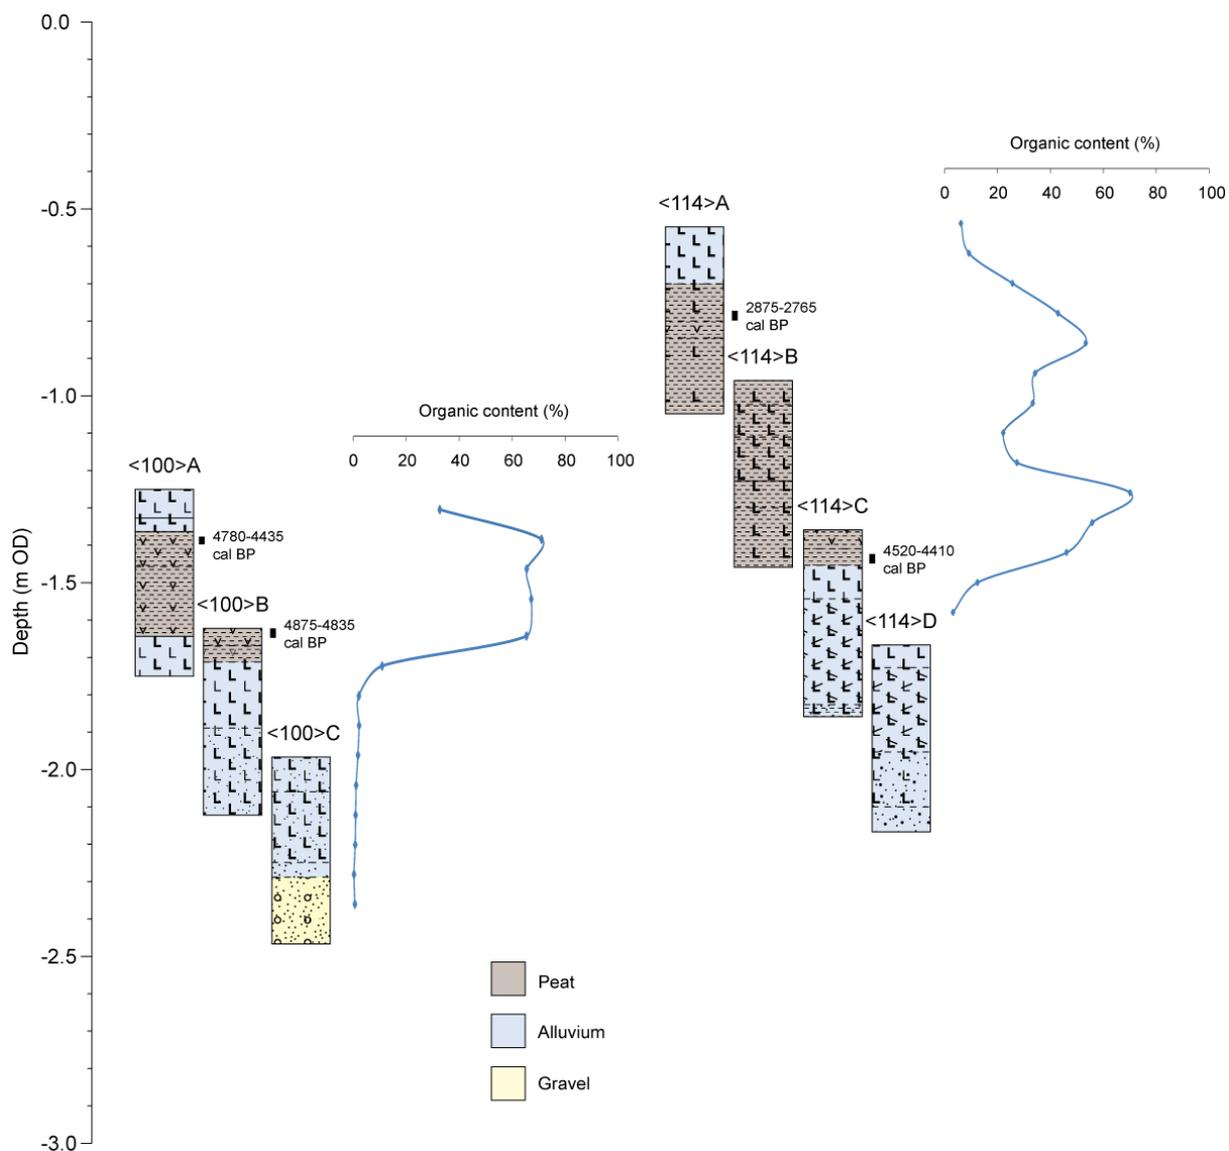 0.0
-0.5
-1.0
-1.5
-2.0
-2.5
-3.0
Depth (m OD)
<100>A
4780-4435
cal BP
<100>B
4875-4835
cal BP
<100>C
Organic content (%)
0 20 40 60 80 100
<114>A
2875-2765
cal BP
<114>B
<114>C
4520-4410
cal BP
<114>D
Organic content (%)
0 20 40 60 80 100
Peat
Alluvium
Gravel